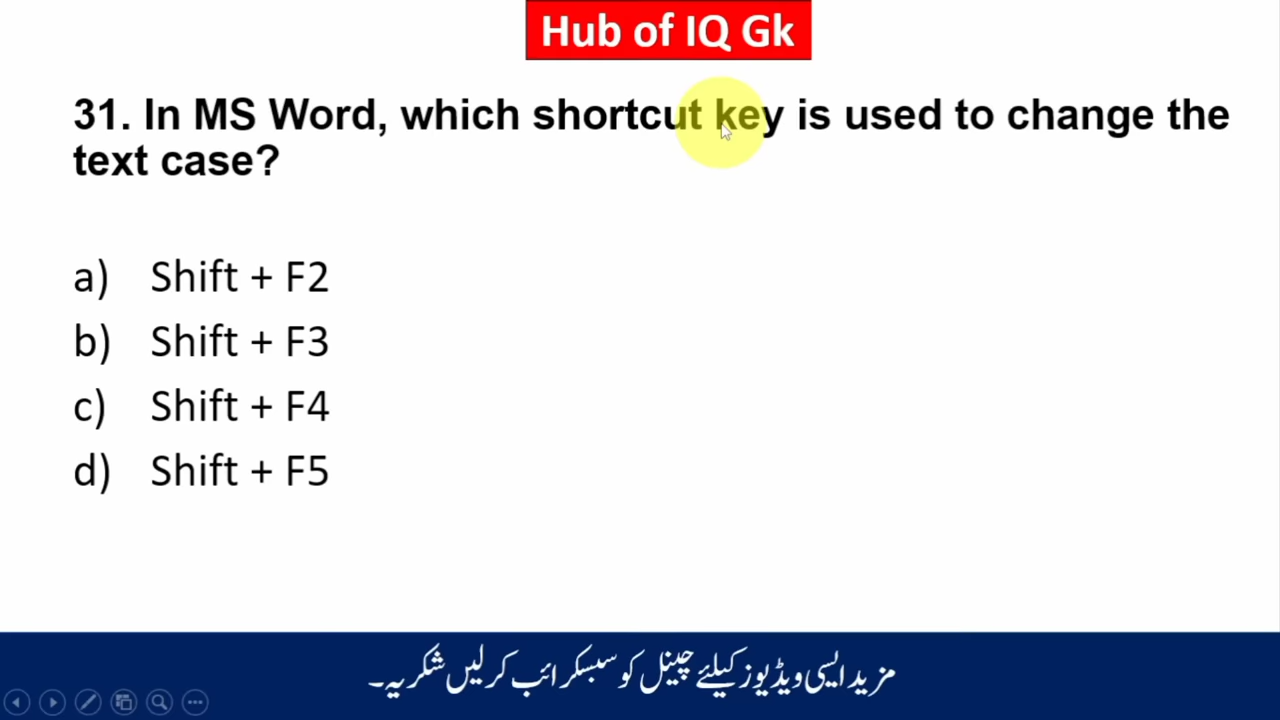 Hub of IQ Gk
31. In MS Word, which shortcut key is used to change the
text case?
a) Shift + F2
b) Shift + F3
c) Shift + F4
d) Shift + F5
مزید ایسی ویڈیوز کیلئے چینل کو سبسکرائب کر لیں شکریہ۔